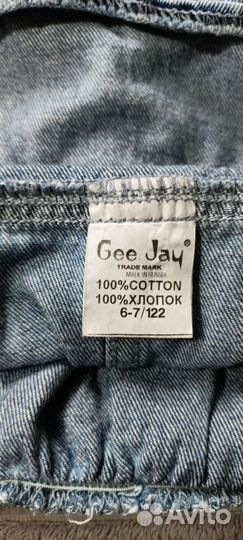 Gee Jay®
TRADE MARK
MADE IN RUSSIA
100%COTTON
100%ХЛОПОК
6-7/122
Avito